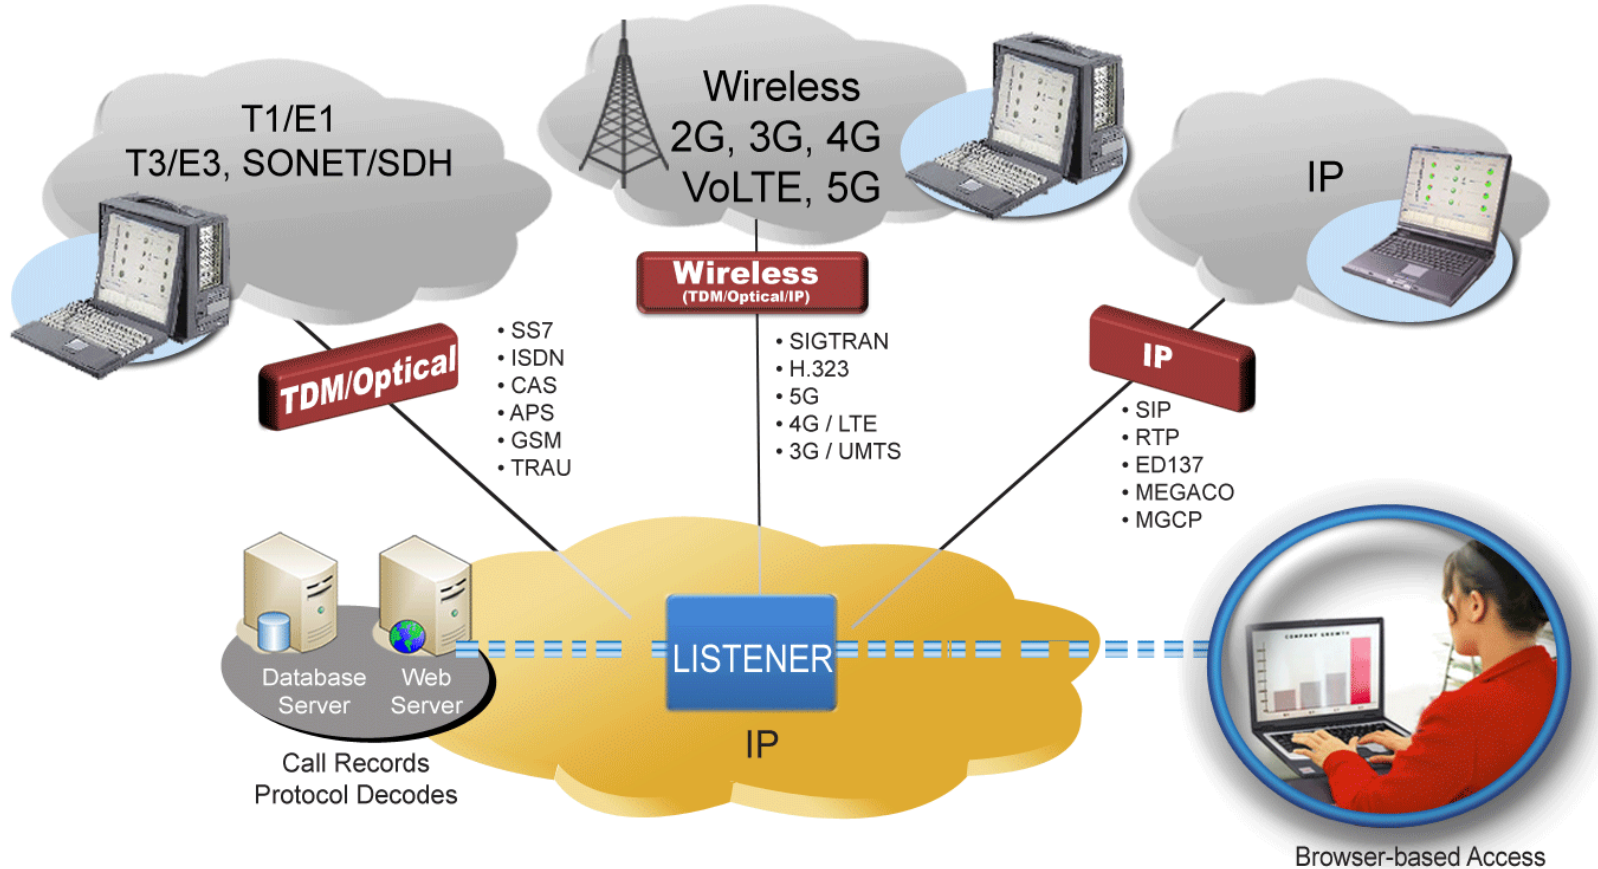 T1/E1
T3/E3, SONET/SDH
Wireless
2G, 3G, 4G
VoLTE, 5G
IP
TDM/Optical
Wireless
(TDM/Optical/IP)
IP
• SS7
• ISDN
• CAS
• APS
• GSM
• TRAU
• SIGTRAN
• H.323
• 5G
• 4G / LTE
• 3G / UMTS
• SIP
• RTP
• ED137
• MEGACO
• MGCP
Database
Server
Web
Server
Call Records
Protocol Decodes
LISTENER
IP
COMPANY GROWTH
Browser-based Access